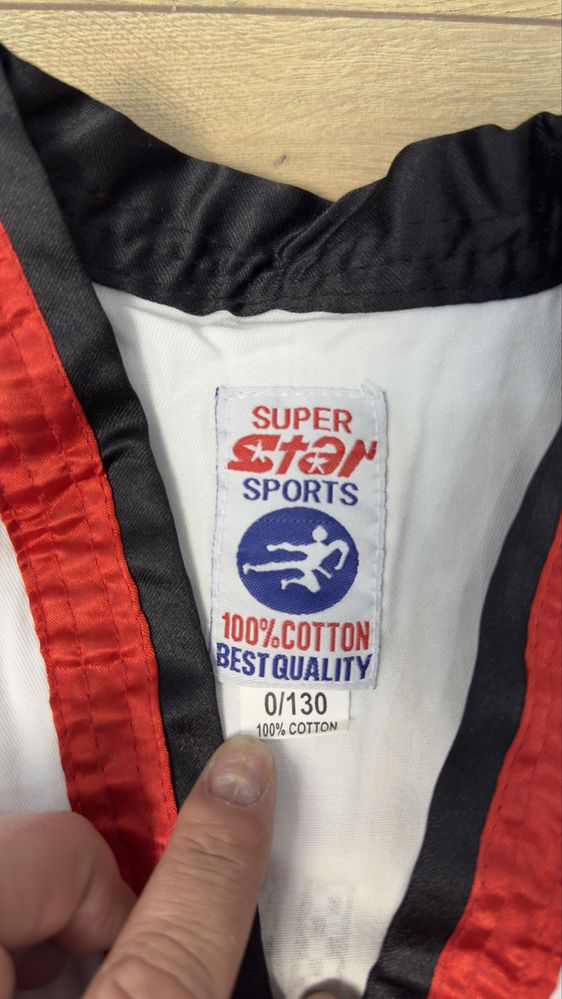 SUPER
Star
SPORTS
100%COTTON
BEST QUALITY
0/130
100% COTTON